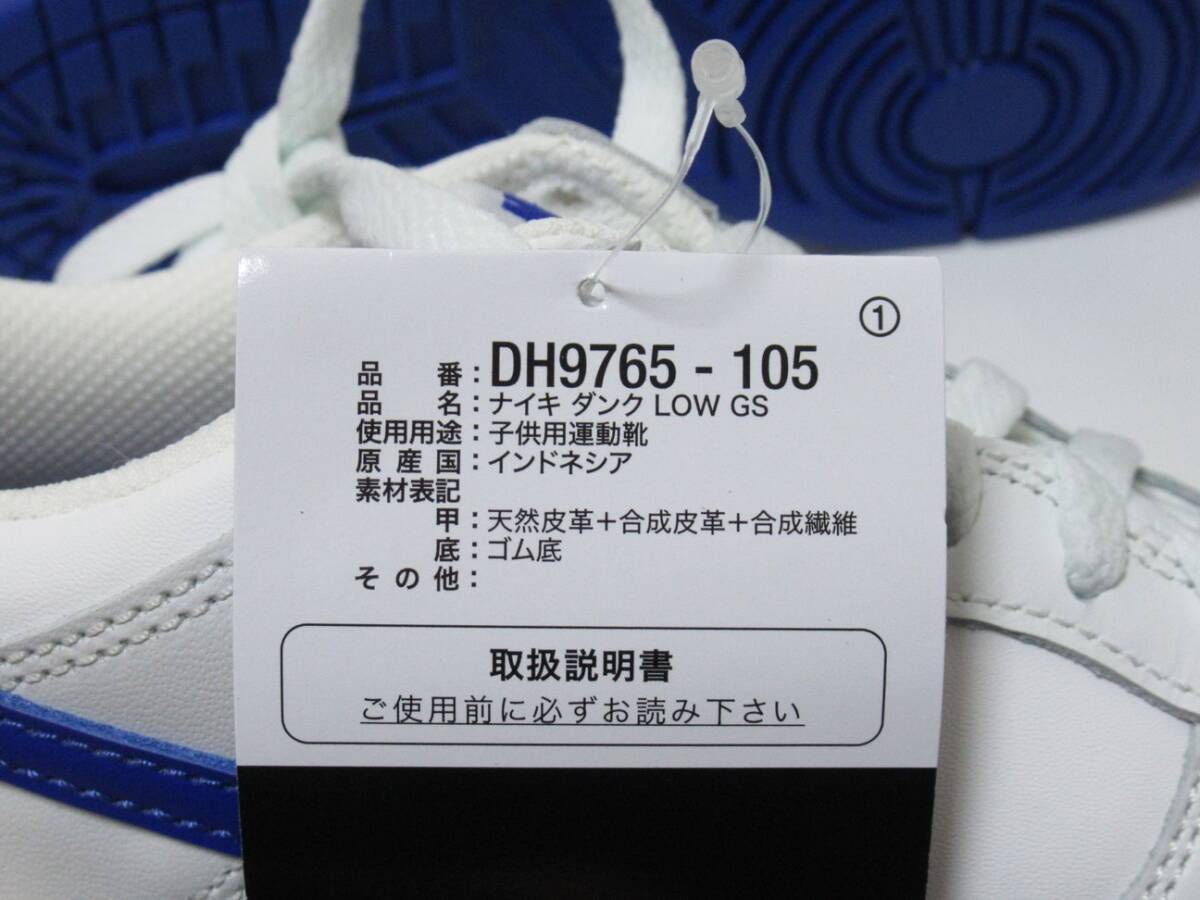 ①
品 番：DH9765 - 105
品 名：ナイキ ダンク LOW GS
使用用途：子供用運動靴
原 産 国：インドネシア
素材表記
甲：天然皮革＋合成皮革＋合成繊維
底：ゴム底
そ の 他：
取扱説明書
ご使用前に必ずお読み下さい